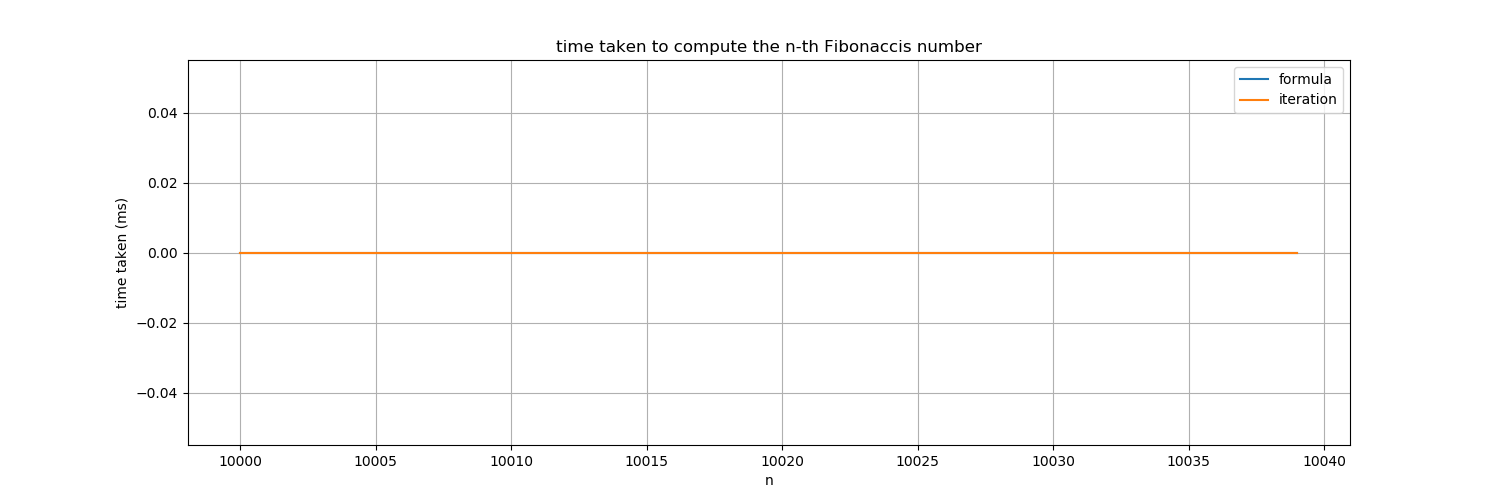 time taken to compute the n-th Fibonaccis number
formula
iteration
time taken (ms)
0.04
0.02
0.00
−0.02
−0.04
10000 10005 10010 10015 10020 10025 10030 10035 10040
n